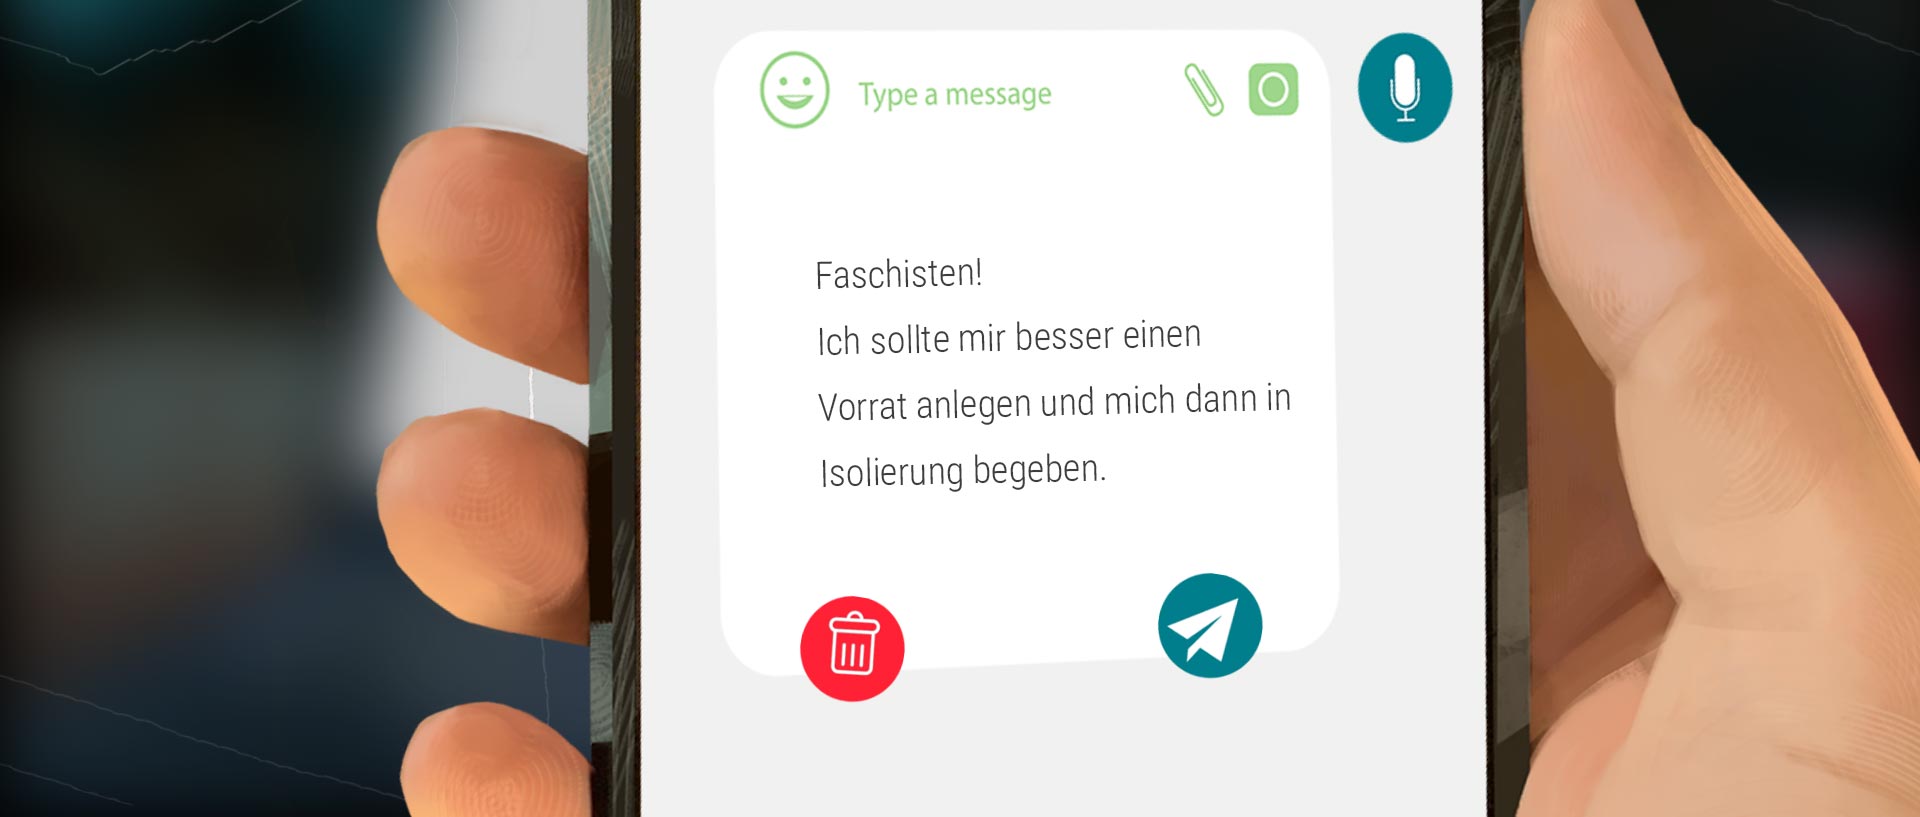 Type a message
Faschisten!
Ich sollte mir besser einen
Vorrat anlegen und mich dann in
Isolierung begeben.